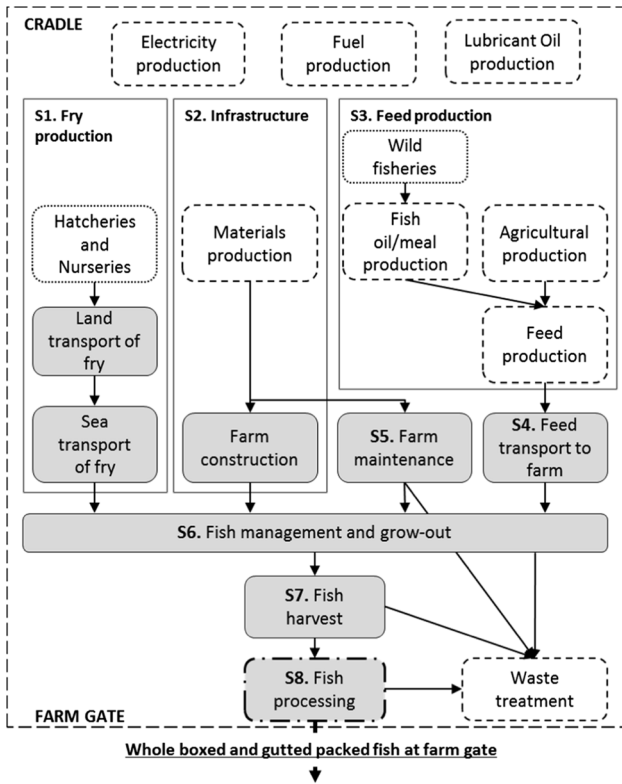 CRADLE
Electricity
production
Fuel
production
Lubricant Oil
production
S1. Fry
production
S2. Infrastructure
S3. Feed production
Wild
fisheries
Hatcheries
and
Nurseries
Materials
production
Fish
oil/meal
production
Agricultural
production
Land
transport of
fry
Feed
production
Sea
transport
of fry
Farm
construction
S5. Farm
maintenance
S4. Feed
transport to
farm
S6. Fish management and grow-out
S7. Fish
harvest
S8. Fish
processing
Waste
treatment
FARM GATE
Whole boxed and gutted packed fish at farm gate